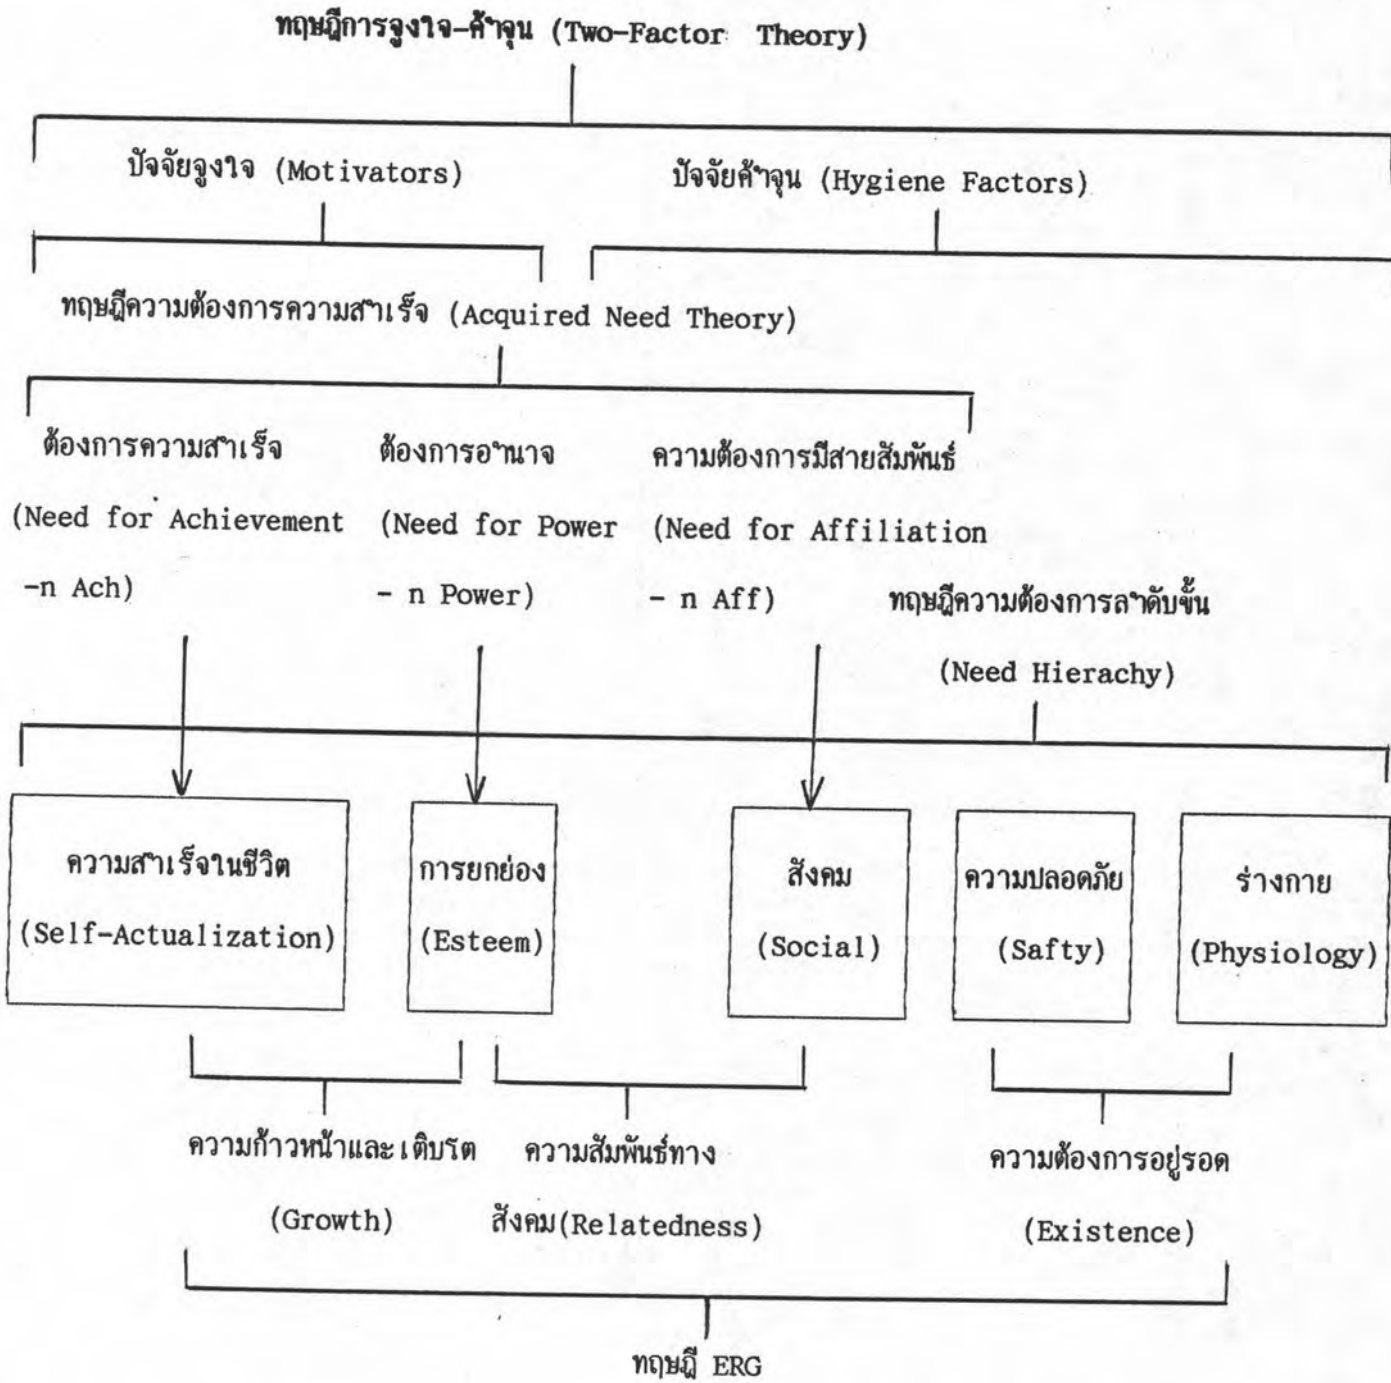 ทฤษฎีการจูงใจ-ค้ำจุน (Two-Factor Theory)
ปัจจัยจูงใจ (Motivators)
ปัจจัยค้ำจุน (Hygiene Factors)
ทฤษฎีความต้องการความสำเร็จ (Acquired Need Theory)
ต้องการความสำเร็จ
(Need for Achievement
-n Ach)
ต้องการอำนาจ
(Need for Power
- n Power)
ความต้องการมีสายสัมพันธ์
(Need for Affiliation
- n Aff)
ทฤษฎีความต้องการลำดับขั้น
(Need Hierachy)
ความสำเร็จในชีวิต
(Self-Actualization)
การยกย่อง
(Esteem)
สังคม
(Social)
ความปลอดภัย
(Safty)
ร่างกาย
(Physiology)
ความก้าวหน้าและเติบโต
(Growth)
ความสัมพันธ์ทาง
สังคม(Relatedness)
ความต้องการอยู่รอด
(Existence)
ทฤษฎี ERG